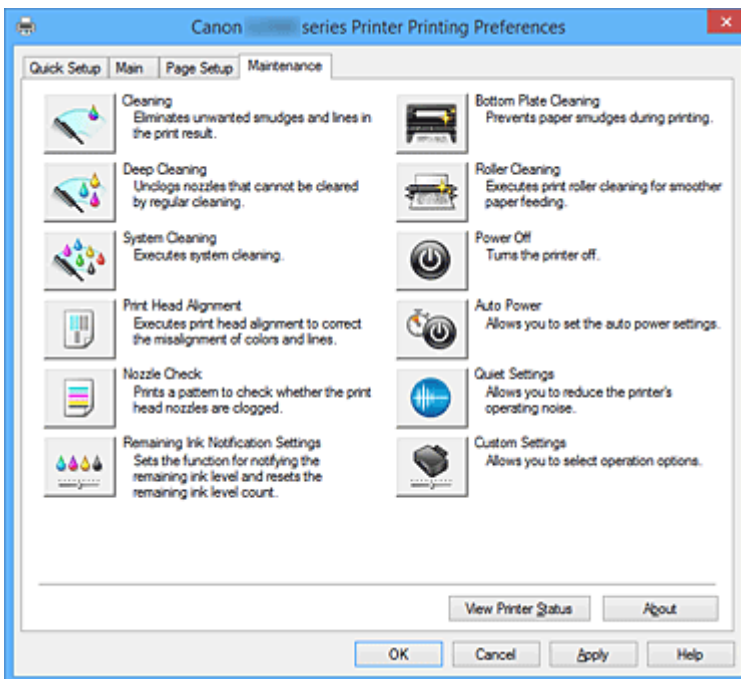 Canon series Printer Printing Preferences
Quick Setup Main Page Setup Maintenance
Cleaning
Eliminates unwanted smudges and lines in
the print result.
Deep Cleaning
Unclogs nozzles that cannot be cleared
by regular cleaning.
System Cleaning
Executes system cleaning.
Print Head Alignment
Executes print head alignment to correct
the misalignment of colors and lines.
Nozzle Check
Prints a pattern to check whether the print
head nozzles are clogged.
Remaining Ink Notification Settings
Sets the function for notifying the
remaining ink level and resets the
remaining ink level count.
Bottom Plate Cleaning
Prevents paper smudges during printing.
Roller Cleaning
Executes print roller cleaning for smoother
paper feeding.
Power Off
Turns the printer off.
Auto Power
Allows you to set the auto power settings.
Quiet Settings
Allows you to reduce the printer's
operating noise.
Custom Settings
Allows you to select operation options.
View Printer Status About
OK Cancel Apply Help